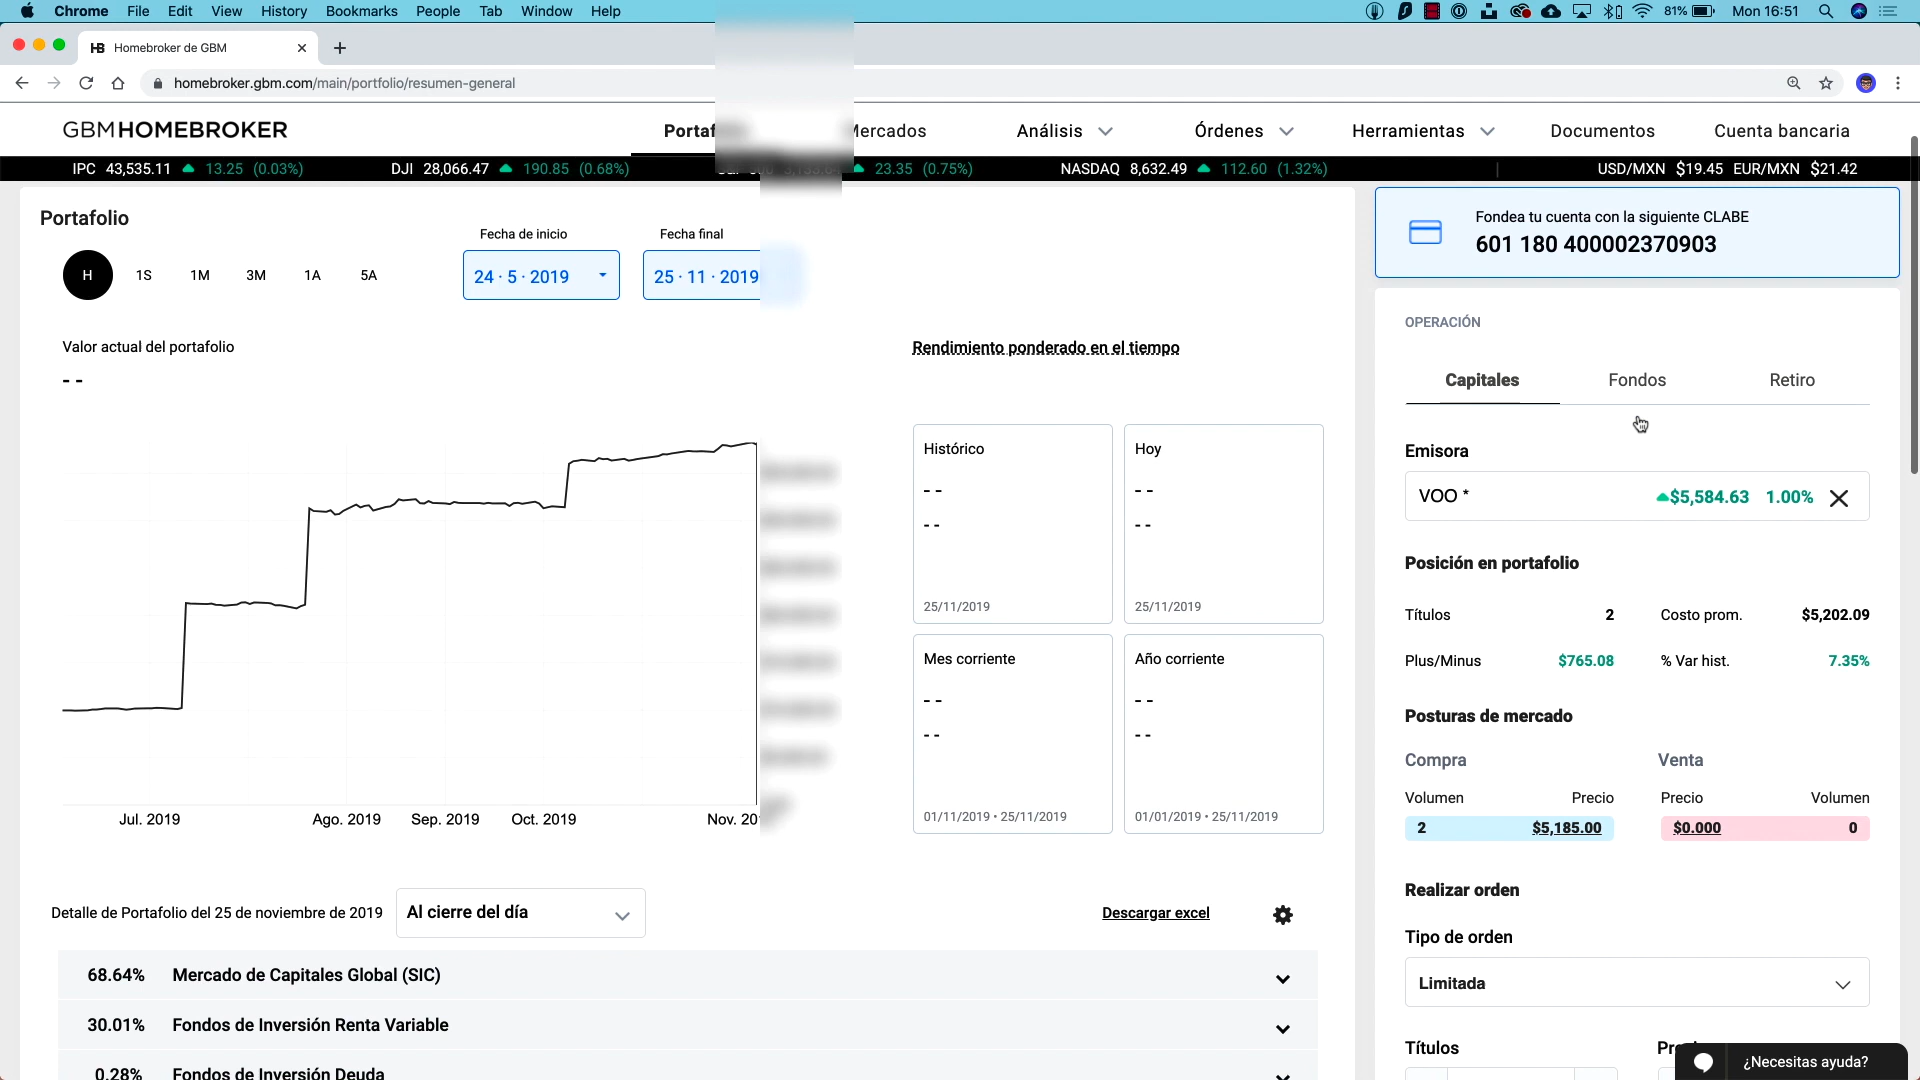 Chrome File Edit View History Bookmarks People Tab Window Help 81% Mon 16:51
HB Homebroker de GBM
homebroker.gbm.com/main/portfolio/resumen-general
GBMHOMEBROKER
Mercados Análisis Órdenes Herramientas Documentos Cuenta bancaria
IPC 43,535.11 13.25 (0.03%) DJI 28,066.47 190.85 (0.68%) 23.35 (0.75%) NASDAQ 8,632.49 112.60 (1.32%) USD/MXN $19.45 EUR/MXN $21.42
Portafolio
Fecha de inicio Fecha final
H 1S 1M 3M 1A 5A
24 · 5 · 2019 25 · 11 · 2019
Valor actual del portafolio
- -
Jul. 2019 Ago. 2019 Sep. 2019 Oct. 2019 Nov. 20
Rendimiento ponderado en el tiempo
Histórico
- -
- -
25/11/2019
Hoy
- -
- -
25/11/2019
Mes corriente
- -
- -
01/11/2019 • 25/11/2019
Año corriente
- -
- -
01/01/2019 • 25/11/2019
Detalle de Portafolio del 25 de noviembre de 2019 Al cierre del día Descargar excel
68.64% Mercado de Capitales Global (SIC)
30.01% Fondos de Inversión Renta Variable
0.28% Fondos de Inversión Deuda
Fondea tu cuenta con la siguiente CLABE
601 180 400002370903
OPERACIÓN
Capitales Fondos Retiro
Emisora
VOO * $5,584.63 1.00%
Posición en portafolio
Títulos 2 Costo prom. $5,202.09
Plus/Minus $765.08 % Var hist. 7.35%
Posturas de mercado
Compra Venta
Volumen Precio Precio Volumen
2 $5,185.00 $0.000 0
Realizar orden
Tipo de orden
Limitada
Títulos
¿Necesitas ayuda?